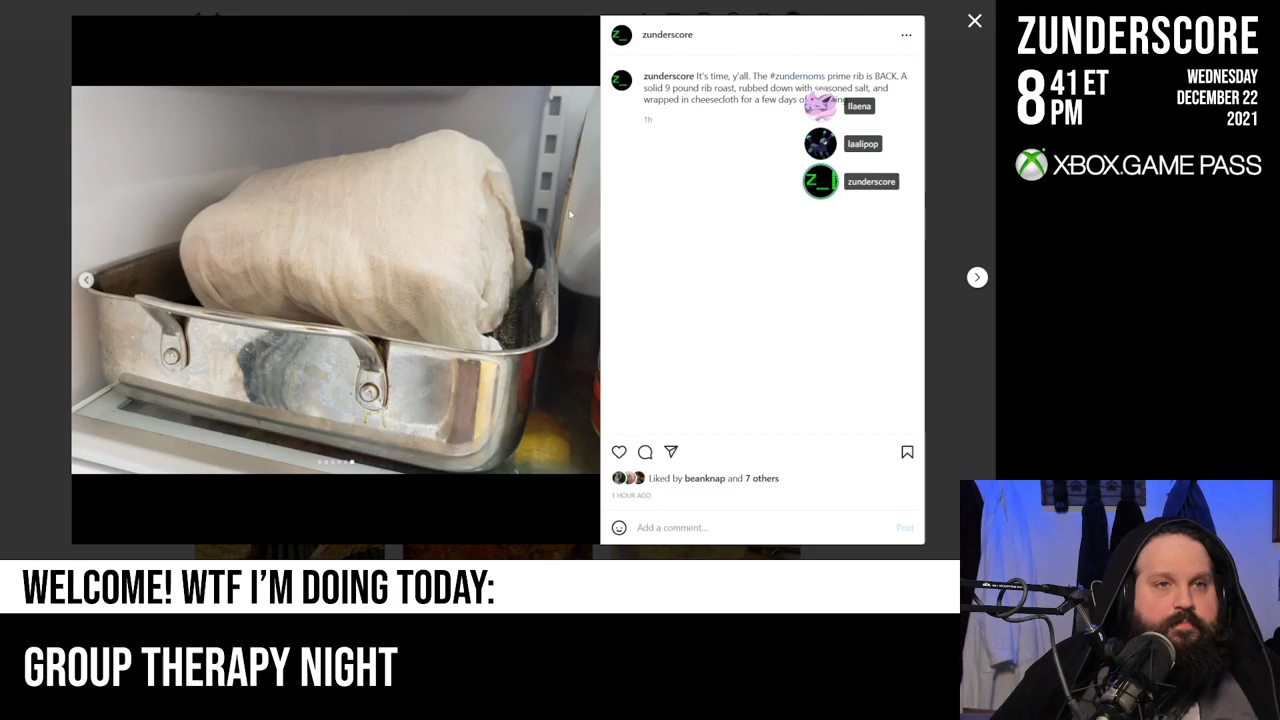 ZUNDERSCORE
8 41 ET
PM
WEDNESDAY
DECEMBER 22
2021
XBOX.GAME PASS
zunderscore
zunderscore It's time, y'all. The #zundernoms prime rib is BACK. A
solid 9 pound rib roast, rubbed down with seasoned salt, and
wrapped in cheesecloth for a few days of
1h
llaena
laalipop
Z_
zunderscore
Liked by beanknap and 7 others
1 HOUR AGO
Add a comment...
Post
WELCOME! WTF I'M DOING TODAY:
GROUP THERAPY NIGHT